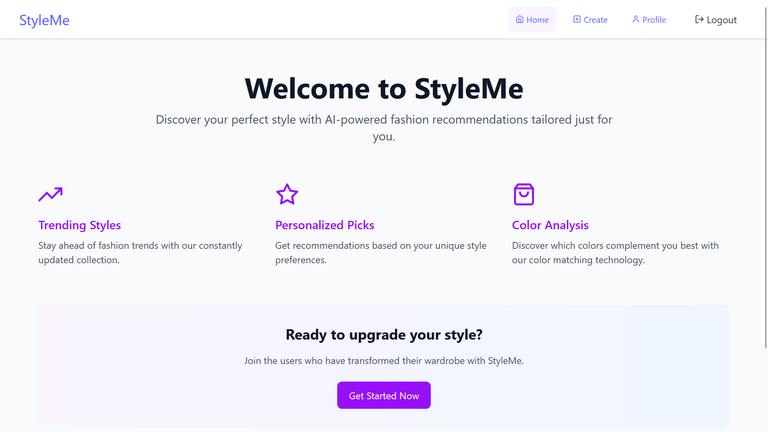 StyleMe
Home
Create
Profile
Logout
Welcome to StyleMe
Discover your perfect style with AI-powered fashion recommendations tailored just for
you.
Trending Styles
Stay ahead of fashion trends with our constantly
updated collection.
Personalized Picks
Get recommendations based on your unique style
preferences.
Color Analysis
Discover which colors complement you best with
our color matching technology.
Ready to upgrade your style?
Join the users who have transformed their wardrobe with StyleMe.
Get Started Now